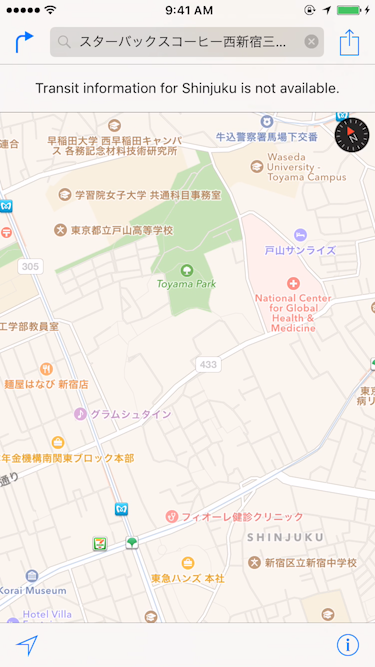 9:41 AM
スターバックスコーヒー西新宿三...
Transit information for Shinjuku is not available.
早稲田大学 西早稲田キャンパ
ス 各務記念材料技術研究所
連合
牛込警察署馬場下交番
N
Waseda
University -
Toyama Campus
学習院女子大学 共通科目事務室
東京都立戸山高等学校
戸山サンライズ
305
Toyama Park
National Center
for Global
Health &
Medicine
工学部教員室
433
麺屋はなび 新宿店
東京
病リ
グラムシュタイン
年金機構南関東ブロック本部
通り
フィオーレ健診クリニック
SHINJUKU
新宿区立新宿中学校
東急ハンズ 本社
Korai Museum
Hotel Villa